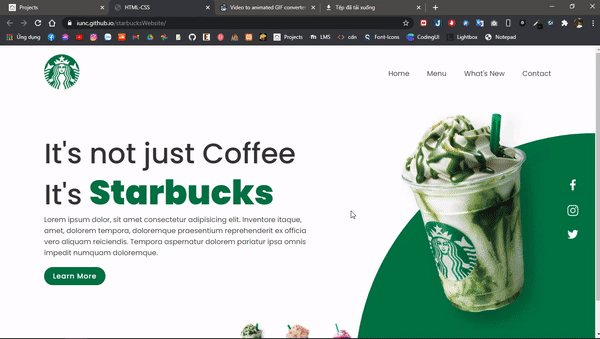 Projects
HTML-CSS
Video to animated GIF converter
Tệp đã tải xuống
iunc.github.io/starbucksWebsite/
Ứng dụng
Projects
LMS
cdn
Font-Icons
CodingUI
Lightbox
Notepad
Home
Menu
What's New
Contact
It's not just Coffee
It's Starbucks
Lorem ipsum dolor, sit amet consectetur adipisicing elit. Inventore itaque,
amet, dolorem tempora, doloremque praesentium reprehenderit ex officia
vero aliquam reiciendis. Tempora aspernatur dolorem pariatur ipsa omnis
impedit numquam doloremque.
Learn More